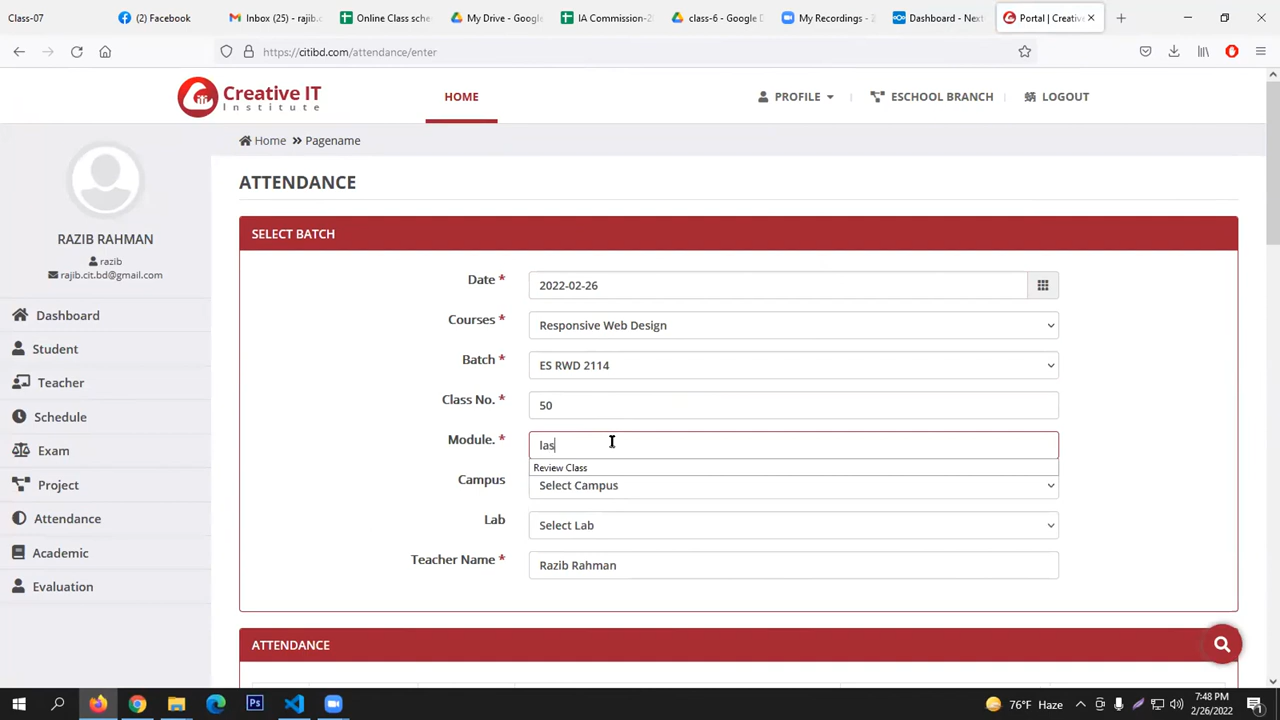 Class-07
(2) Facebook
Inbox (25) - rajib.c
Online Class sche
My Drive - Google
IA Commission-2
class-6 - Google D
My Recordings - Z
Dashboard - Next
Portal | Creative
https://citibd.com/attendance/enter
Creative IT
Institute
HOME
PROFILE
ESCHOOL BRANCH
LOGOUT
Home » Pagename
RAZIB RAHMAN
razib
rajib.cit.bd@gmail.com
Dashboard
Student
Teacher
Schedule
Exam
Project
Attendance
Academic
Evaluation
ATTENDANCE
SELECT BATCH
Date * 2022-02-26
Courses * Responsive Web Design
Batch * ES RWD 2114
Class No. * 50
Module. * las
Review Class
Campus Select Campus
Lab Select Lab
Teacher Name * Razib Rahman
ATTENDANCE
Ps
76°F Haze
7:48 PM
2/26/2022